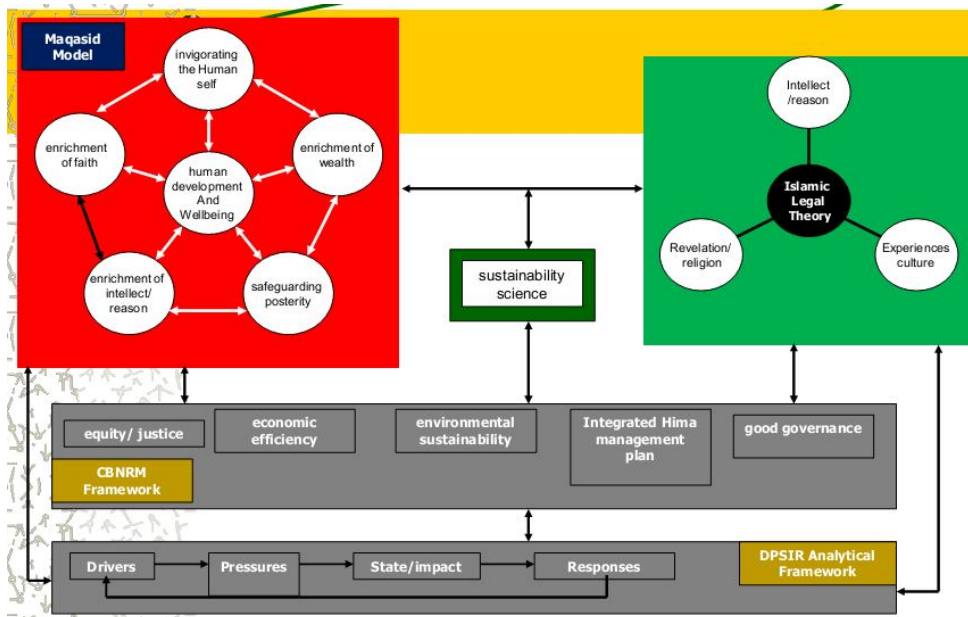 Maqasid
Model
invigorating
the Human
self
enrichment
of faith
enrichment of
wealth
human
development
And
Wellbeing
enrichment
of intellect/
reason
safeguarding
posterity
Intellect
/reason
Islamic
Legal
Theory
Revelation/
religion
Experiences
culture
sustainability
science
equity/ justice
economic
efficiency
environmental
sustainability
Integrated Hima
management
plan
good governance
CBNRM
Framework
DPSIR Analytical
Framework
Drivers
Pressures
State/impact
Responses